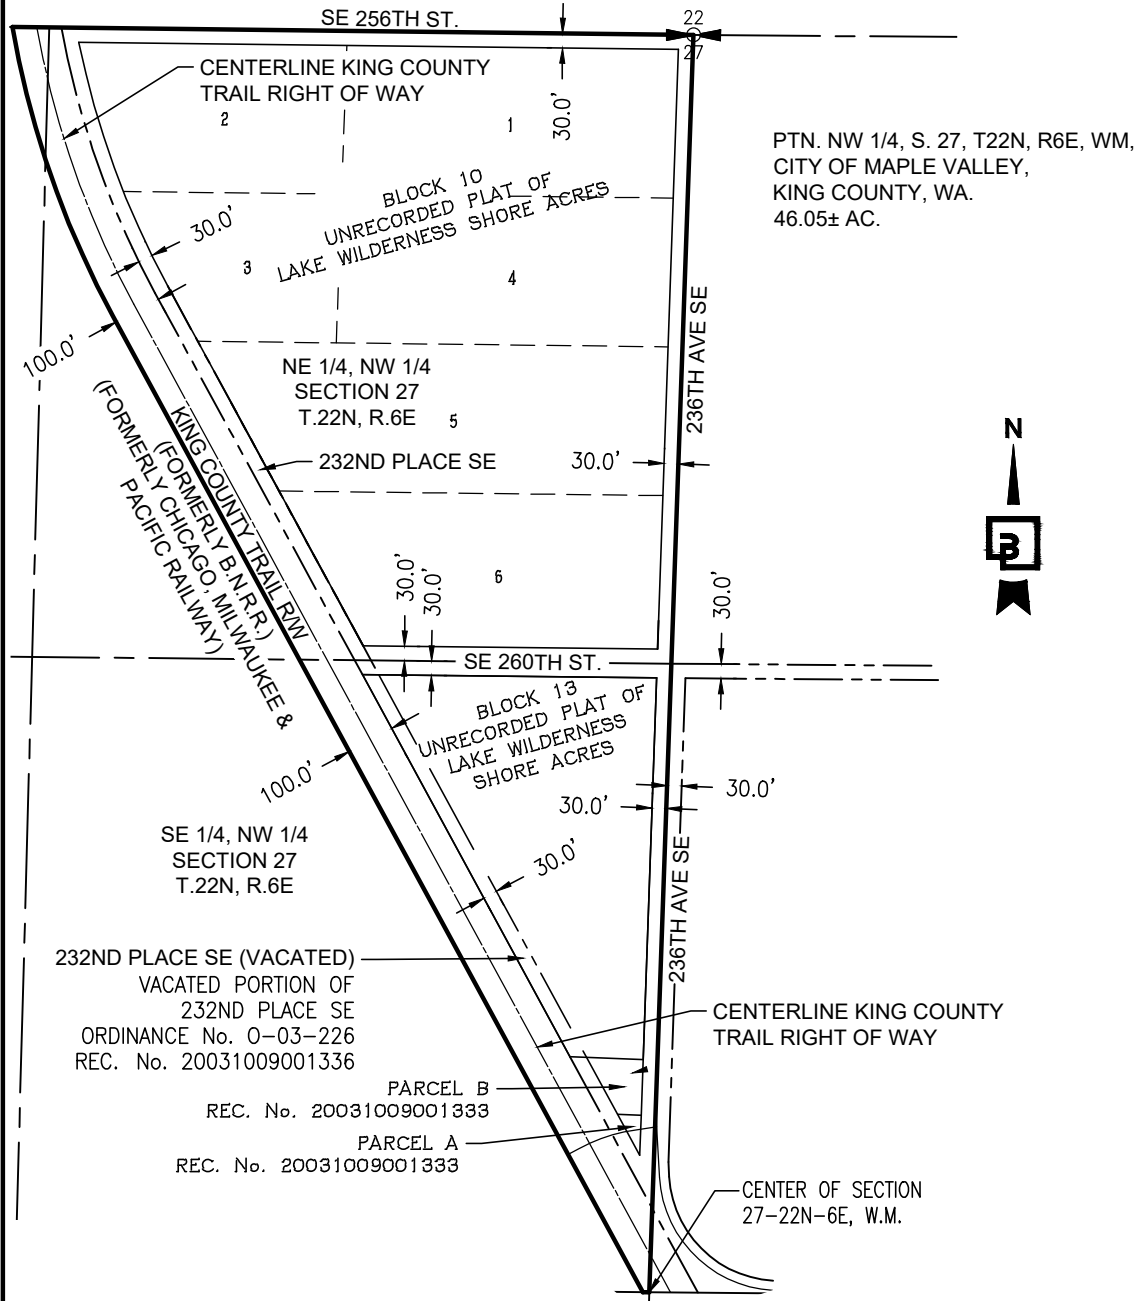 SE 256TH ST.
22
27
CENTERLINE KING COUNTY
TRAIL RIGHT OF WAY
2
1
30.0'
PTN. NW 1/4, S. 27, T22N, R6E, WM,
CITY OF MAPLE VALLEY,
KING COUNTY, WA.
46.05± AC.
BLOCK 10
UNRECORDED PLAT OF
LAKE WILDERNESS SHORE ACRES
30.0'
3
4
100.0'
236TH AVE SE
NE 1/4, NW 1/4
SECTION 27
T.22N, R.6E
5
232ND PLACE SE
30.0'
N
B
KING COUNTY TRAIL R/W
(FORMERLY B.N.R.R.)
(FORMERLY CHICAGO, MILWAUKEE &
PACIFIC RAILWAY)
30.0'
30.0'
6
30.0'
SE 260TH ST.
BLOCK 13
UNRECORDED PLAT OF
LAKE WILDERNESS
SHORE ACRES
100.0'
30.0'
30.0'
SE 1/4, NW 1/4
SECTION 27
T.22N, R.6E
30.0'
236TH AVE SE
232ND PLACE SE (VACATED)
VACATED PORTION OF
232ND PLACE SE
ORDINANCE No. O-03-226
REC. No. 20031009001336
CENTERLINE KING COUNTY
TRAIL RIGHT OF WAY
PARCEL B
REC. No. 20031009001333
PARCEL A
REC. No. 20031009001333
CENTER OF SECTION
27-22N-6E, W.M.